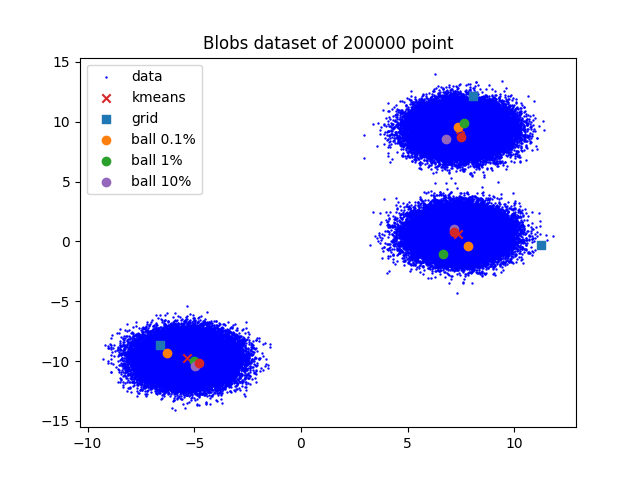 Blobs dataset of 200000 point
data
kmeans
grid
ball 0.1%
ball 1%
ball 10%
15
10
5
0
−5
−10
−15
−10 −5 0 5 10